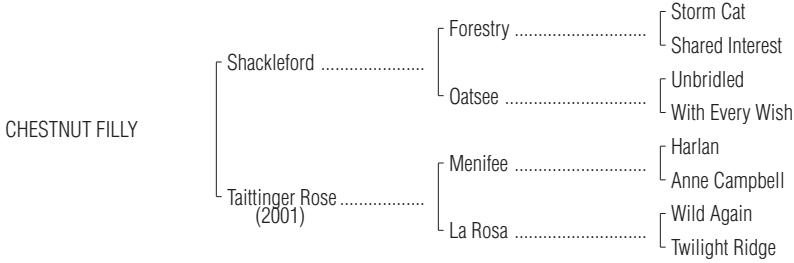 Storm Cat
Forestry ............................
Shared Interest
Shackleford ......................
Unbridled
Oatsee ..............................
With Every Wish
CHESTNUT FILLY
Harlan
Menifee ............................
Anne Campbell
Taittinger Rose ..................
(2001)
Wild Again
La Rosa ............................
Twilight Ridge